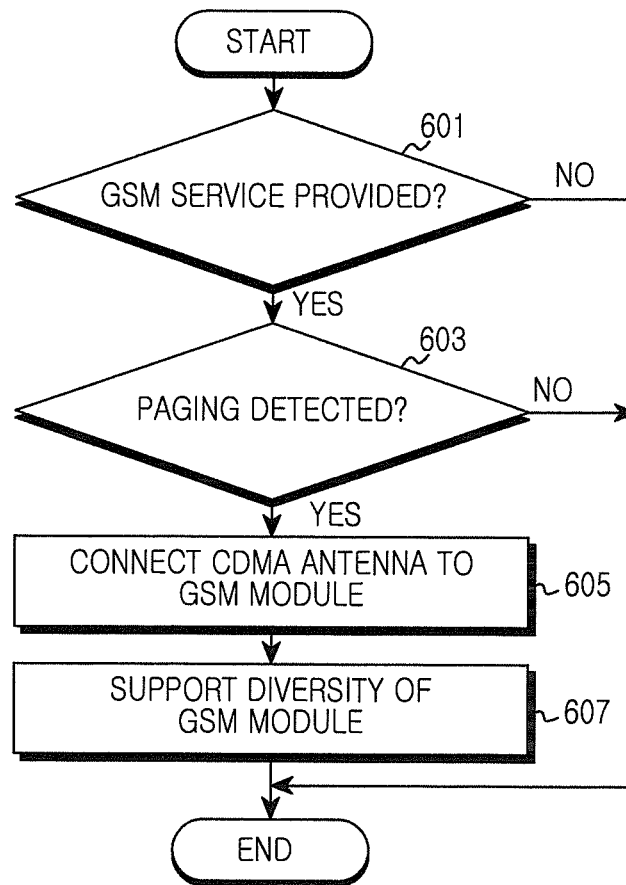 START
601
GSM SERVICE PROVIDED?
NO
YES
603
PAGING DETECTED?
NO
YES
CONNECT CDMA ANTENNA TO
GSM MODULE
605
SUPPORT DIVERSITY OF
GSM MODULE
607
END